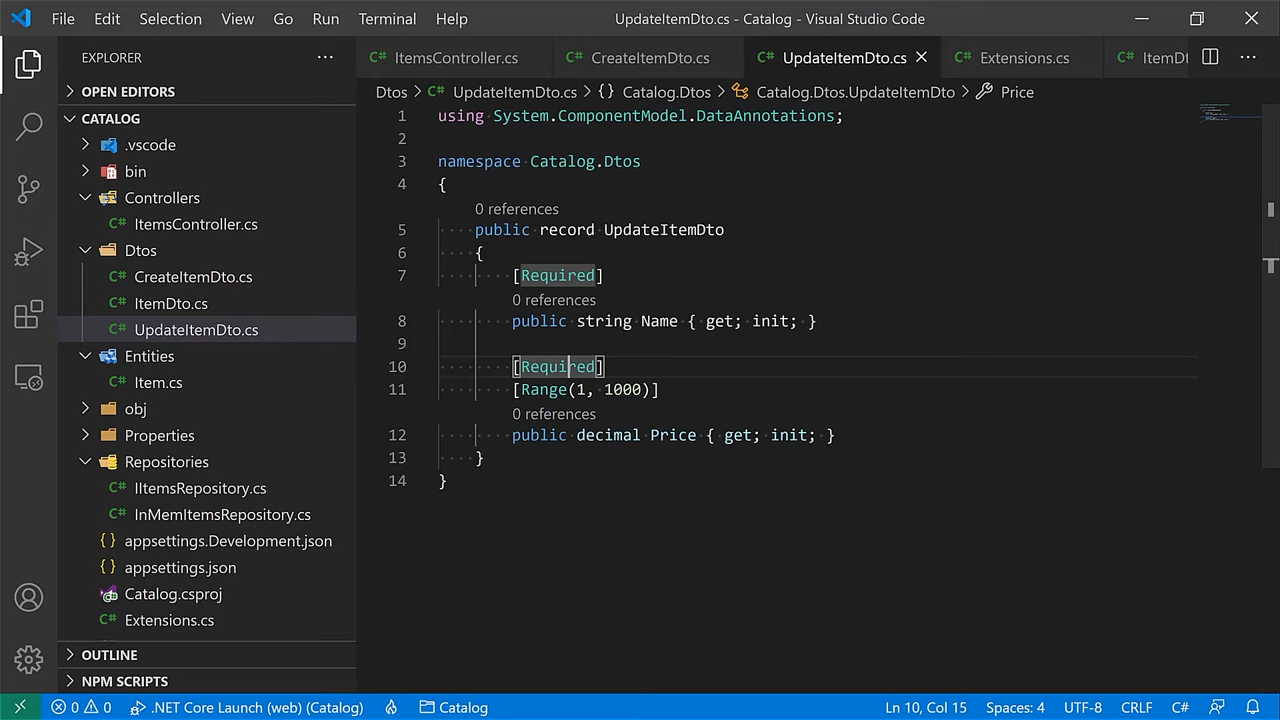 File Edit Selection View Go Run Terminal Help UpdateItemDto.cs - Catalog - Visual Studio Code
EXPLORER
OPEN EDITORS
CATALOG
.vscode
bin
Controllers
ItemsController.cs
Dtos
CreateItemDto.cs
ItemDto.cs
UpdateItemDto.cs
Entities
Item.cs
obj
Properties
Repositories
IItemsRepository.cs
InMemItemsRepository.cs
appsettings.Development.json
appsettings.json
Catalog.csproj
Extensions.cs
OUTLINE
NPM SCRIPTS
ItemsController.cs CreateItemDto.cs UpdateItemDto.cs Extensions.cs ItemDt
Dtos > UpdateItemDto.cs > {} Catalog.Dtos > Catalog.Dtos.UpdateItemDto > Price
1 using System.ComponentModel.DataAnnotations;
2
3 namespace Catalog.Dtos
4 {
0 references
5 public record UpdateItemDto
6 {
7 [Required]
0 references
8 public string Name { get; init; }
9
10 [Required]
11 [Range(1, 1000)]
0 references
12 public decimal Price { get; init; }
13 }
14 }
0 0 .NET Core Launch (web) (Catalog) Catalog Ln 10, Col 15 Spaces: 4 UTF-8 CRLF C#